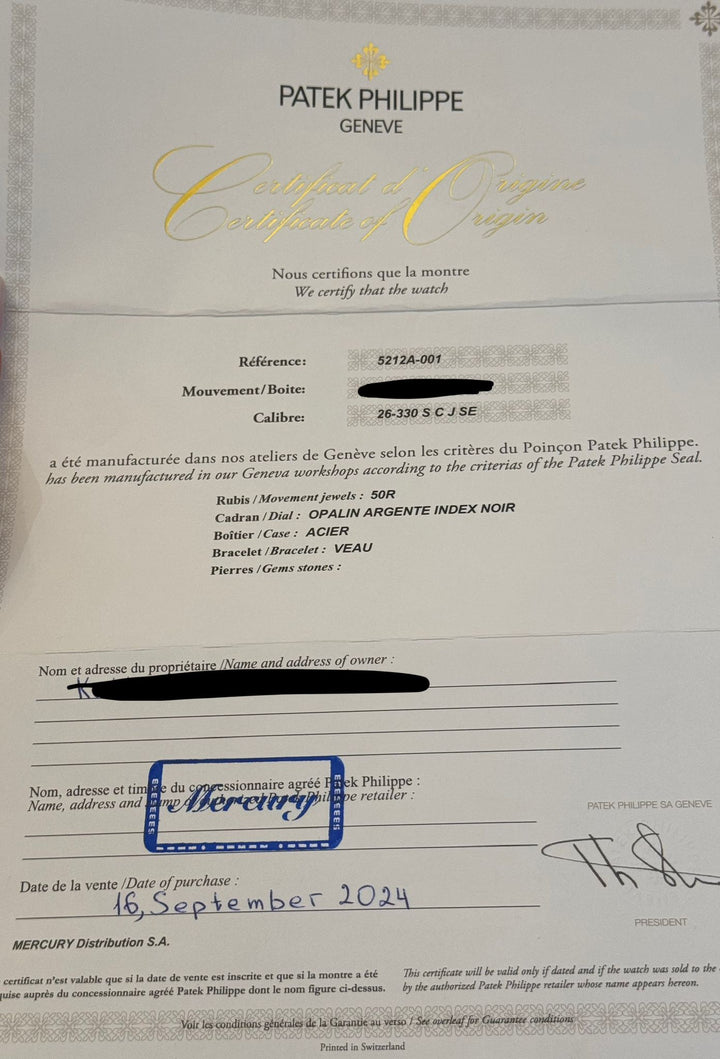 PATEK PHILIPPE
GENEVE
Certificat d'Origine
Certificate of Origin
Nous certifions que la montre
We certify that the watch
Référence: 5212A-001
Mouvement/Boite:
Calibre: 26-330 S C J SE
a été manufacturée dans nos ateliers de Genève selon les critères du Poinçon Patek Philippe.
has been manufactured in our Geneva workshops according to the criterias of the Patek Philippe Seal.
Rubis /Movement jewels : 50R
Cadran /Dial : OPALIN ARGENTE INDEX NOIR
Boîtier /Case : ACIER
Bracelet /Bracelet : VEAU
Pierres /Gems stones :
Nom et adresse du propriétaire /Name and address of owner :
Nom, adresse et timbre du concessionnaire agréé Patek Philippe :
Name, address and stamp of Philippe retailer :
Mercury
PATEK PHILIPPE SA GENEVE
Date de la vente /Date of purchase :
16, September 2024
PRESIDENT
MERCURY Distribution S.A.
certificat n'est valable que si la date de vente est inscrite et que si la montre a été
quise auprès du concessionnaire agréé Patek Philippe dont le nom figure ci-dessus.
This certificate will be valid only if dated and if the watch was sold to the
by the authorized Patek Philippe retailer whose name appears hereon.
Voir les conditions générales de la Garantie au verso / See overleaf for Guarantee conditions
Printed in Switzerland